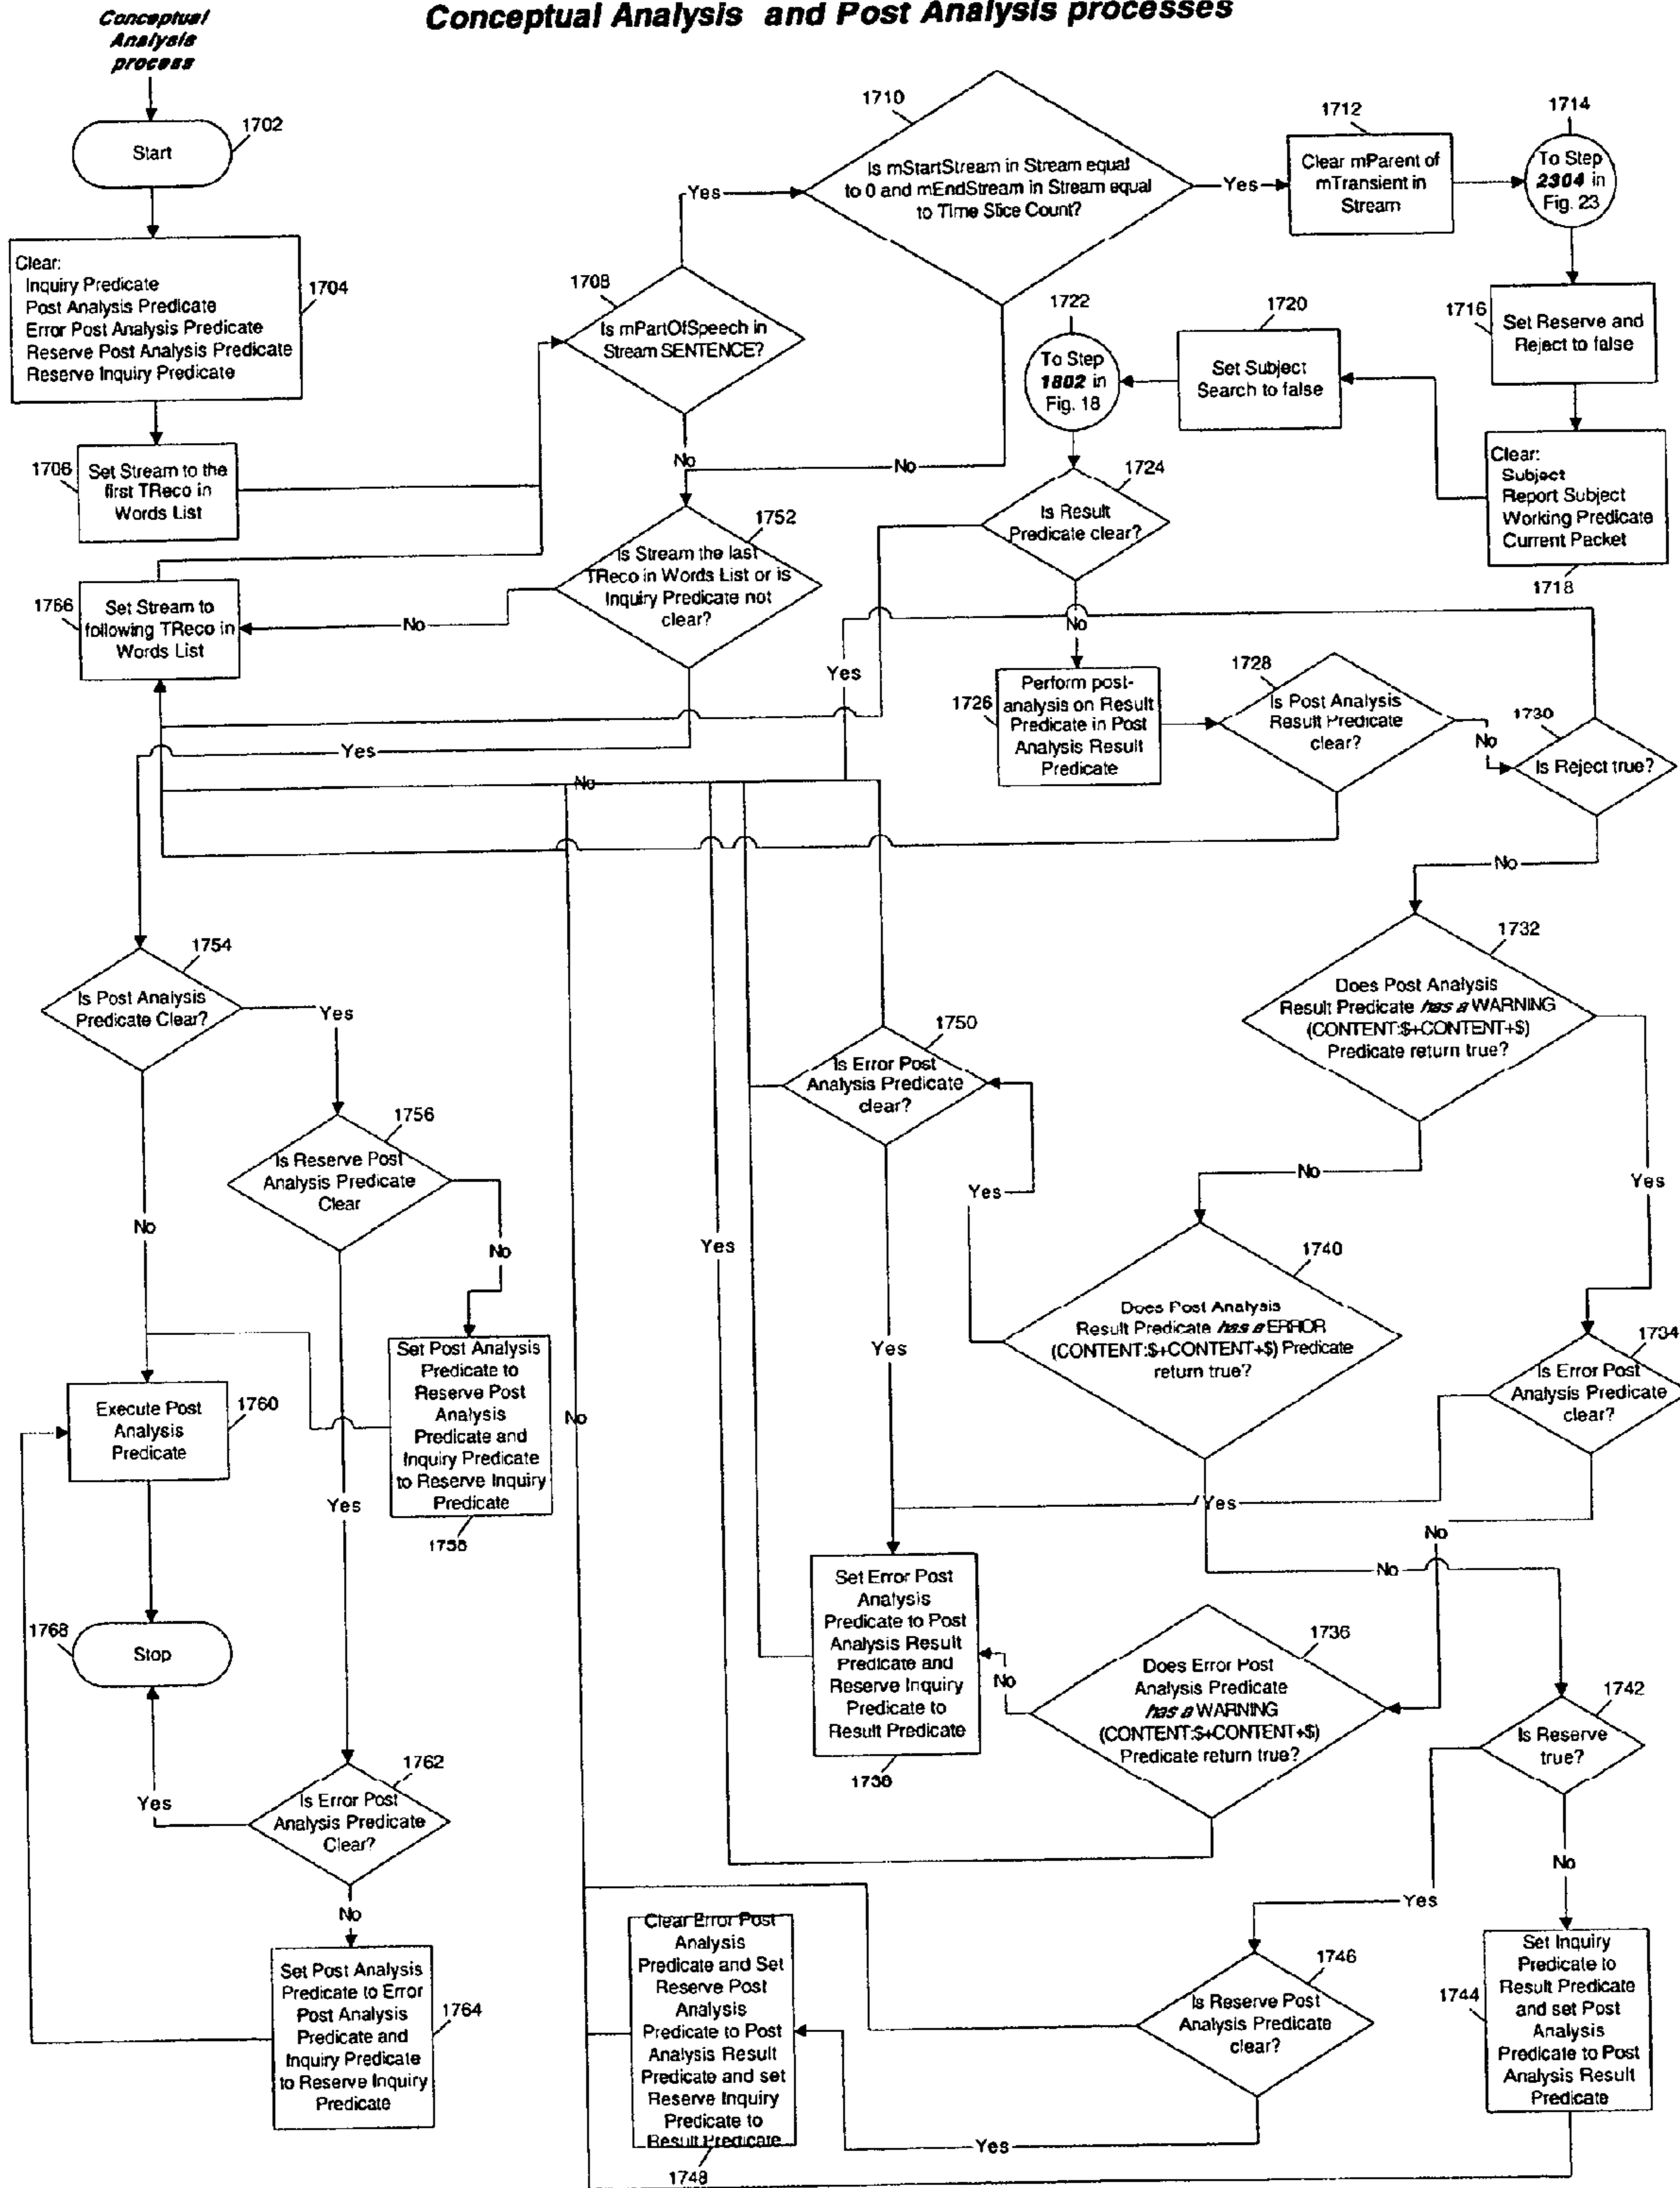 Conceptual Analysis and Post Analysis processes
Conceptual
Analysis
process
1702
Start
Clear:
Inquiry Predicate
Post Analysis Predicate
Error Post Analysis Predicate
Reserve Post Analysis Predicate
Reserve Inquiry Predicate
1704
1706
Set Stream to the
first TReco in
Words List
1766
Set Stream to
following TReco in
Words List
1708
Is mPartOfSpeech in
Stream SENTENCE?
Yes
No
1710
Is mStartStream in Stream equal
to 0 and mEndStream in Stream equal
to Time Slice Count?
Yes
No
1712
Clear mParent of
mTransient in
Stream
1714
To Step
2304 in
Fig. 23
1716
Set Reserve and
Reject to false
Clear:
Subject
Report Subject
Working Predicate
Current Packet
1718
1720
Set Subject
Search to false
1722
To Step
1802 in
Fig. 18
1724
Is Result
Predicate clear?
No
1752
Is Stream the last
TReco in Words List or is
Inquiry Predicate not
clear?
No
Yes
Yes
1726
Perform post-
analysis on Result
Predicate in Post
Analysis Result
Predicate
1728
Is Post Analysis
Result Predicate
clear?
No
1730
Is Reject true?
No
No
1732
Does Post Analysis
Result Predicate has a WARNING
(CONTENT:$+CONTENT+$)
Predicate return true?
No
Yes
1754
Is Post Analysis
Predicate Clear?
Yes
No
1756
Is Reserve Post
Analysis Predicate
Clear
No
Yes
1750
Is Error Post
Analysis Predicate
clear?
Yes
Yes
Yes
1740
Does Post Analysis
Result Predicate has a ERROR
(CONTENT:$+CONTENT+$) Predicate
return true?
1734
Is Error Post
Analysis Predicate
clear?
Yes
No
No
Set Post Analysis
Predicate to
Reserve Post
Analysis
Predicate and
Inquiry Predicate
to Reserve Inquiry
Predicate
1758
No
Execute Post
Analysis
Predicate
1760
1768
Stop
Set Error Post
Analysis
Predicate to Post
Analysis Result
Predicate and
Reserve Inquiry
Predicate to
Result Predicate
1738
No
1736
Does Error Post
Analysis Predicate
has a WARNING
(CONTENT:$+CONTENT+$)
Predicate return true?
1742
Is Reserve
true?
Yes
No
1762
Is Error Post
Analysis Predicate
Clear?
Yes
No
Set Post Analysis
Predicate to Error
Post Analysis
Predicate and
Inquiry Predicate
to Reserve Inquiry
Predicate
1764
Clear Error Post
Analysis
Predicate and Set
Reserve Post
Analysis
Predicate to Post
Analysis Result
Predicate and set
Reserve Inquiry
Predicate to
Result Predicate
1748
1746
Is Reserve Post
Analysis Predicate
clear?
Yes
1744
Set Inquiry
Predicate to
Result Predicate
and set Post
Analysis
Predicate to Post
Analysis Result
Predicate